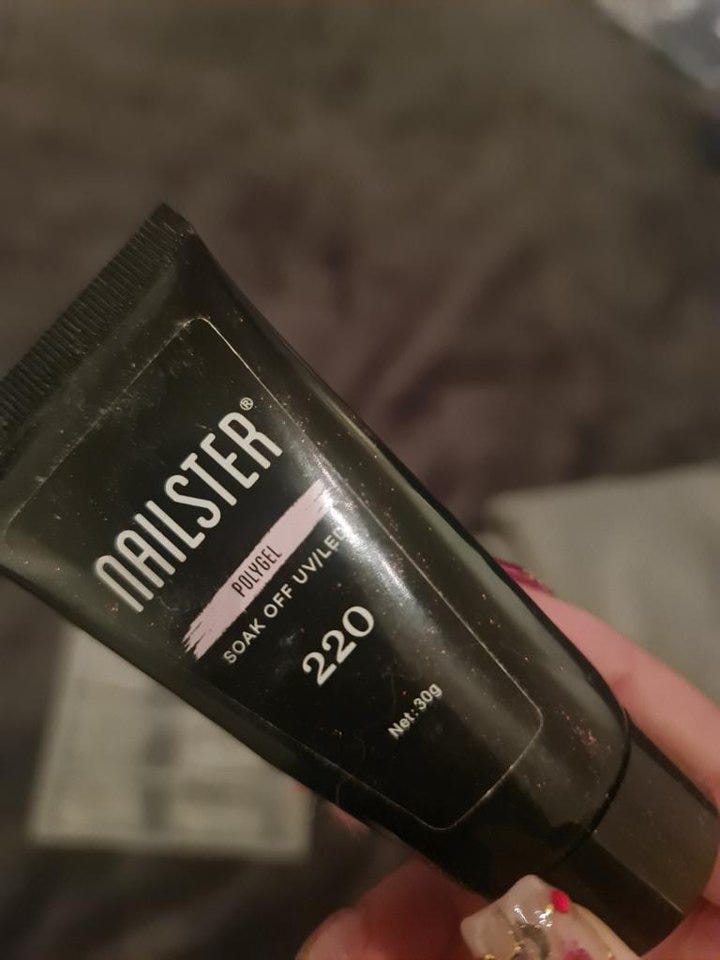 NAILSTER®
POLYGEL
SOAK OFF UV/LED
220
Net:30g